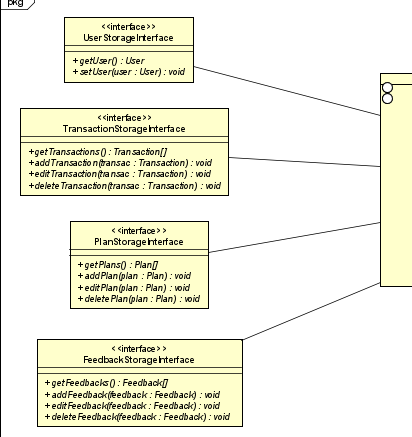 pkg
<<interface>>
UserStorageInterface
+getUser() : User
+setUser(user : User) : void
<<interface>>
TransactionStorageInterface
+getTransactions() : Transaction[]
+addTransaction(transac : Transaction) : void
+editTransaction(transac : Transaction) : void
+deleteTransaction(transac : Transaction) : void
<<interface>>
PlanStorageInterface
+getPlans() : Plan[]
+addPlan(plan : Plan) : void
+editPlan(plan : Plan) : void
+deletePlan(plan : Plan) : void
<<interface>>
FeedbackStorageInterface
+getFeedbacks() : Feedback[]
+addFeedback(feedback : Feedback) : void
+editFeedback(feedback : Feedback) : void
+deleteFeedback(feedback : Feedback) : void